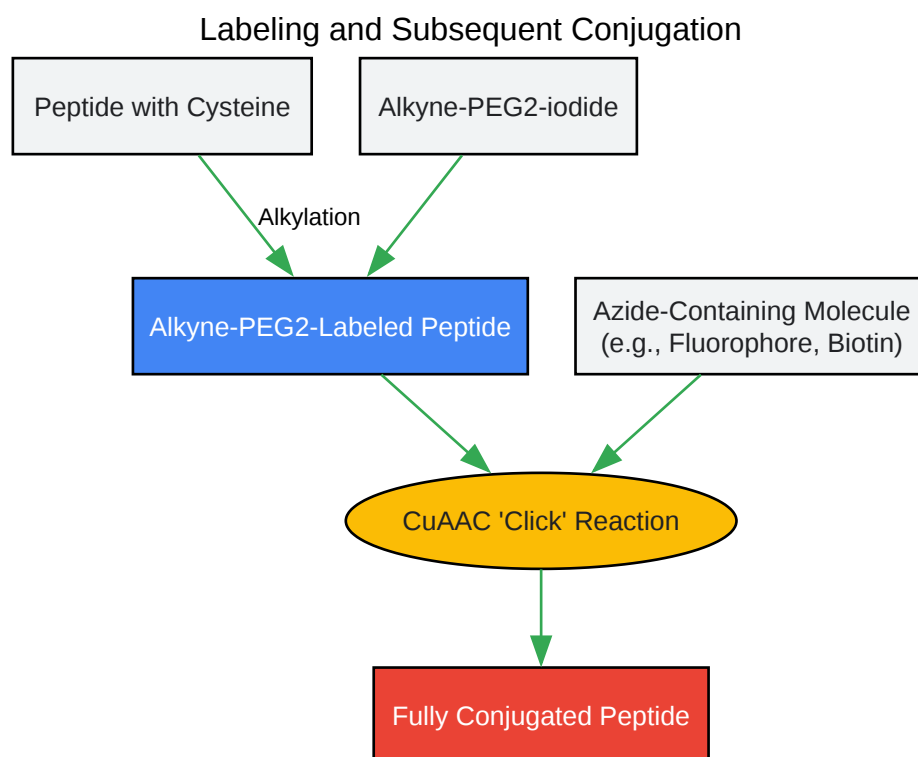 Labeling and Subsequent Conjugation
Peptide with Cysteine
Alkyne-PEG2-iodide
Alkylation
Alkyne-PEG2-Labeled Peptide
Azide-Containing Molecule
(e.g., Fluorophore, Biotin)
CuAAC 'Click' Reaction
Fully Conjugated Peptide